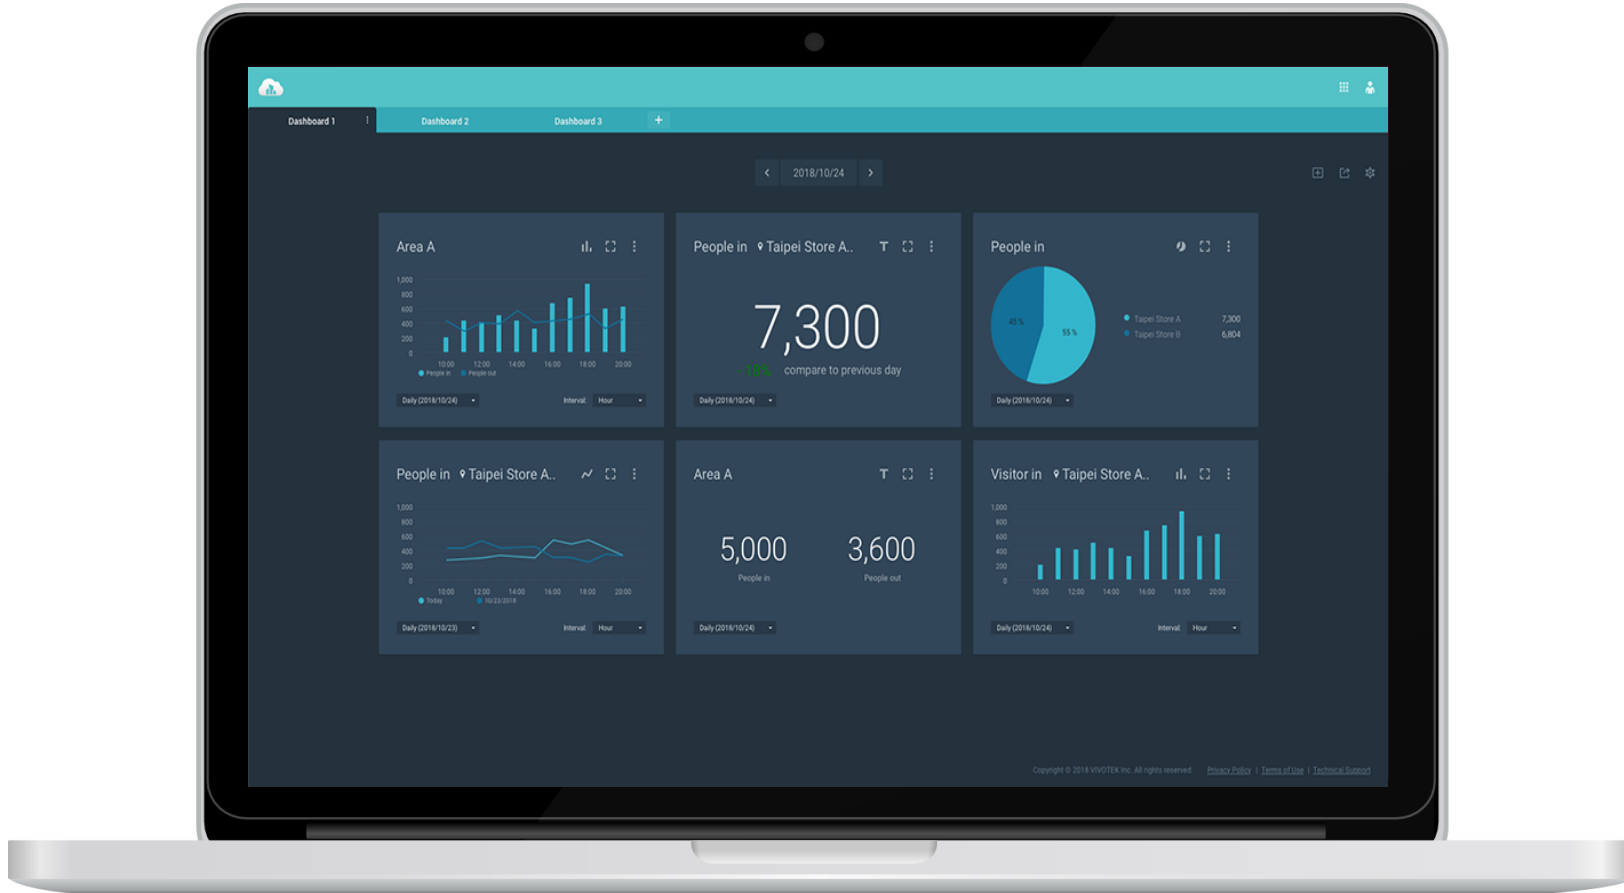 Dashboard 1
Dashboard 2
Dashboard 3
+
2018/10/24
Area A
1,000
800
600
400
200
0
10:00 12:00 14:00 16:00 18:00 20:00
People in People out
Daily (2018/10/24)
Interval: Hour
People in Taipei Store A..
7,300
18% compare to previous day
Daily (2018/10/24)
People in
45 %
55 %
Taipei Store A 7,300
Taipei Store B 6,804
Daily (2018/10/24)
People in Taipei Store A..
1,000
800
600
400
200
0
10:00 12:00 14:00 16:00 18:00 20:00
Today 10/23/2018
Daily (2018/10/23)
Interval: Hour
Area A
5,000 3,600
People in People out
Daily (2018/10/24)
Visitor in Taipei Store A..
1,000
800
600
400
200
0
10:00 12:00 14:00 16:00 18:00 20:00
Daily (2018/10/24)
Interval: Hour
Copyright © 2018 VIVOTEK Inc. All rights reserved. Privacy Policy | Terms of Use | Technical Support